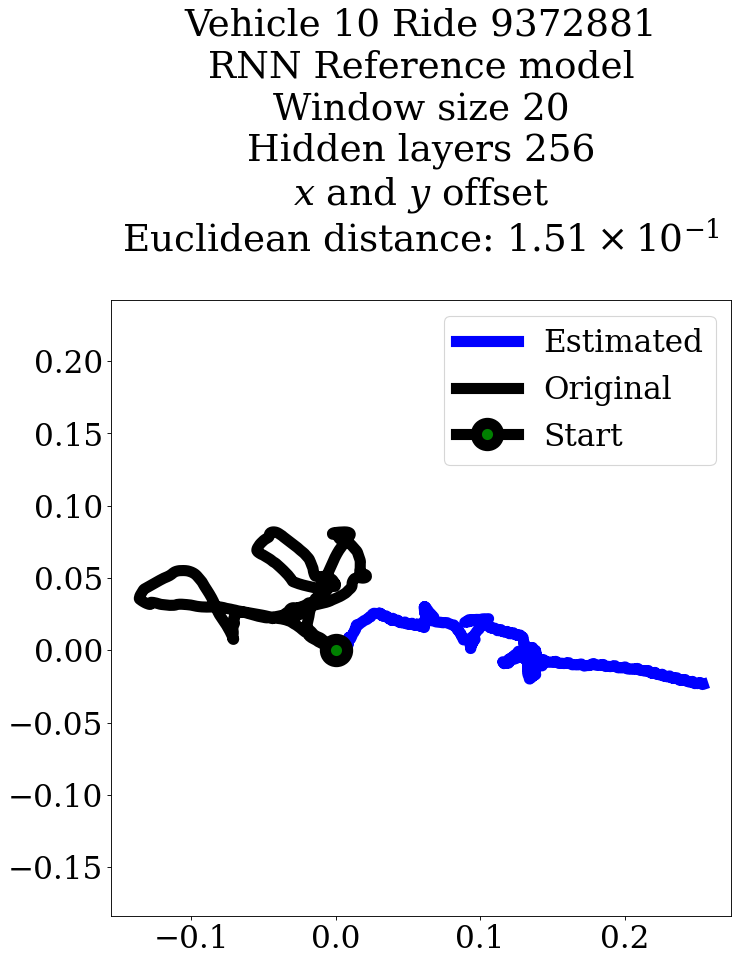 Vehicle 10 Ride 9372881
RNN Reference model
Window size 20
Hidden layers 256
x and y offset
Euclidean distance: 1.51 × 10⁻¹
Estimated
Original
Start
0.20
0.15
0.10
0.05
0.00
−0.05
−0.10
−0.15
−0.1 0.0 0.1 0.2